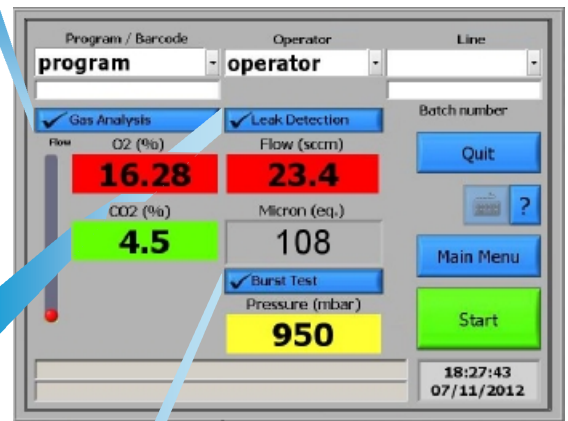 Program / Barcode Operator Line
program operator
Gas Analysis Leak Detection Batch number
Flow O2 (%) Flow (sccm) Quit
16.28 23.4
CO2 (%) Micron (eq.) ?
4.5 108 Main Menu
Burst Test
Pressure (mbar) Start
950
18:27:43
07/11/2012